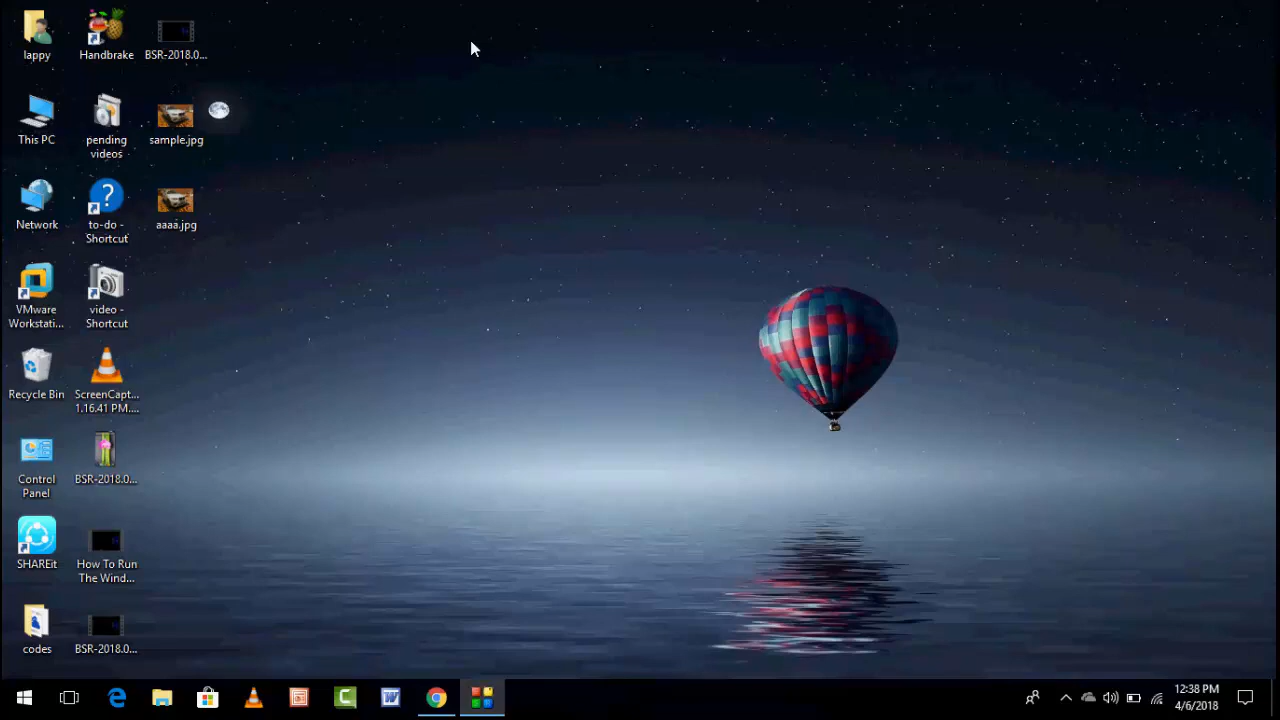 lappy
Handbrake
BSR-2018.0...
This PC
pending
videos
sample.jpg
Network
to-do -
Shortcut
aaaa.jpg
VMware
Workstati...
video -
Shortcut
Recycle Bin
ScreenCapt...
1.16.41 PM....
Control
Panel
BSR-2018.0...
SHAREit
How To Run
The Wind...
codes
BSR-2018.0...
12:38 PM
4/6/2018